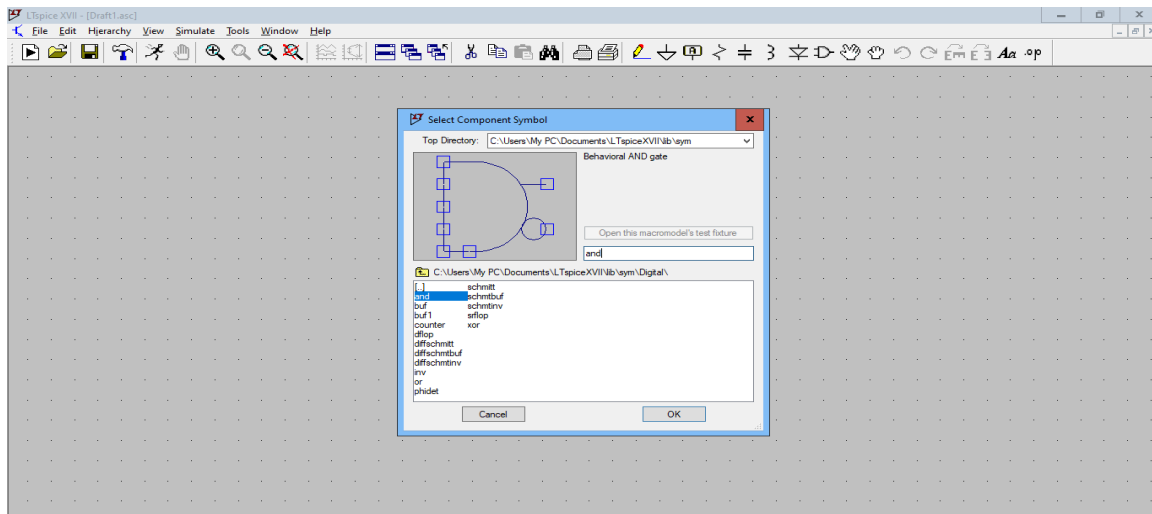 LTspice XVII - [Draft1.asc]
File Edit Hierarchy View Simulate Tools Window Help
Aa .op
Select Component Symbol
Top Directory: C:\Users\My PC\Documents\LTspiceXVII\lib\sym
Behavioral AND gate
Open this macromodel's test fixture
and
C:\Users\My PC\Documents\LTspiceXVII\lib\sym\Digital\
[..] schmitt
and schmtbuf
buf schmtinv
buf1 srflop
counter xor
dflop
diffschmitt
diffschmtbuf
diffschmtinv
inv
or
phidet
Cancel OK